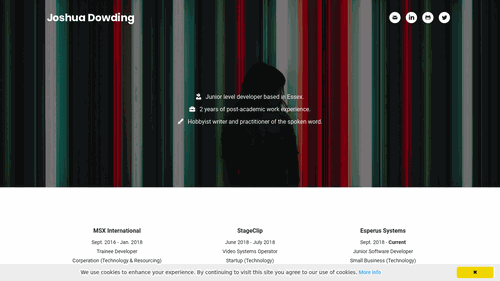 Joshua Dowding
Junior level developer based in Essex.
2 years of post-academic work experience.
Hobbyist writer and practitioner of the spoken word.
MSX International
Sept. 2016 - Jan. 2018
Trainee Developer
Corperation (Technology & Resourcing)
StageClip
June 2018 - July 2018
Video Systems Operator
Startup (Technology)
Esperus Systems
Sept. 2018 - Current
Junior Software Developer
Small Business (Technology)
We use cookies to enhance your experience. By continuing to visit this site you agree to our use of cookies. More info